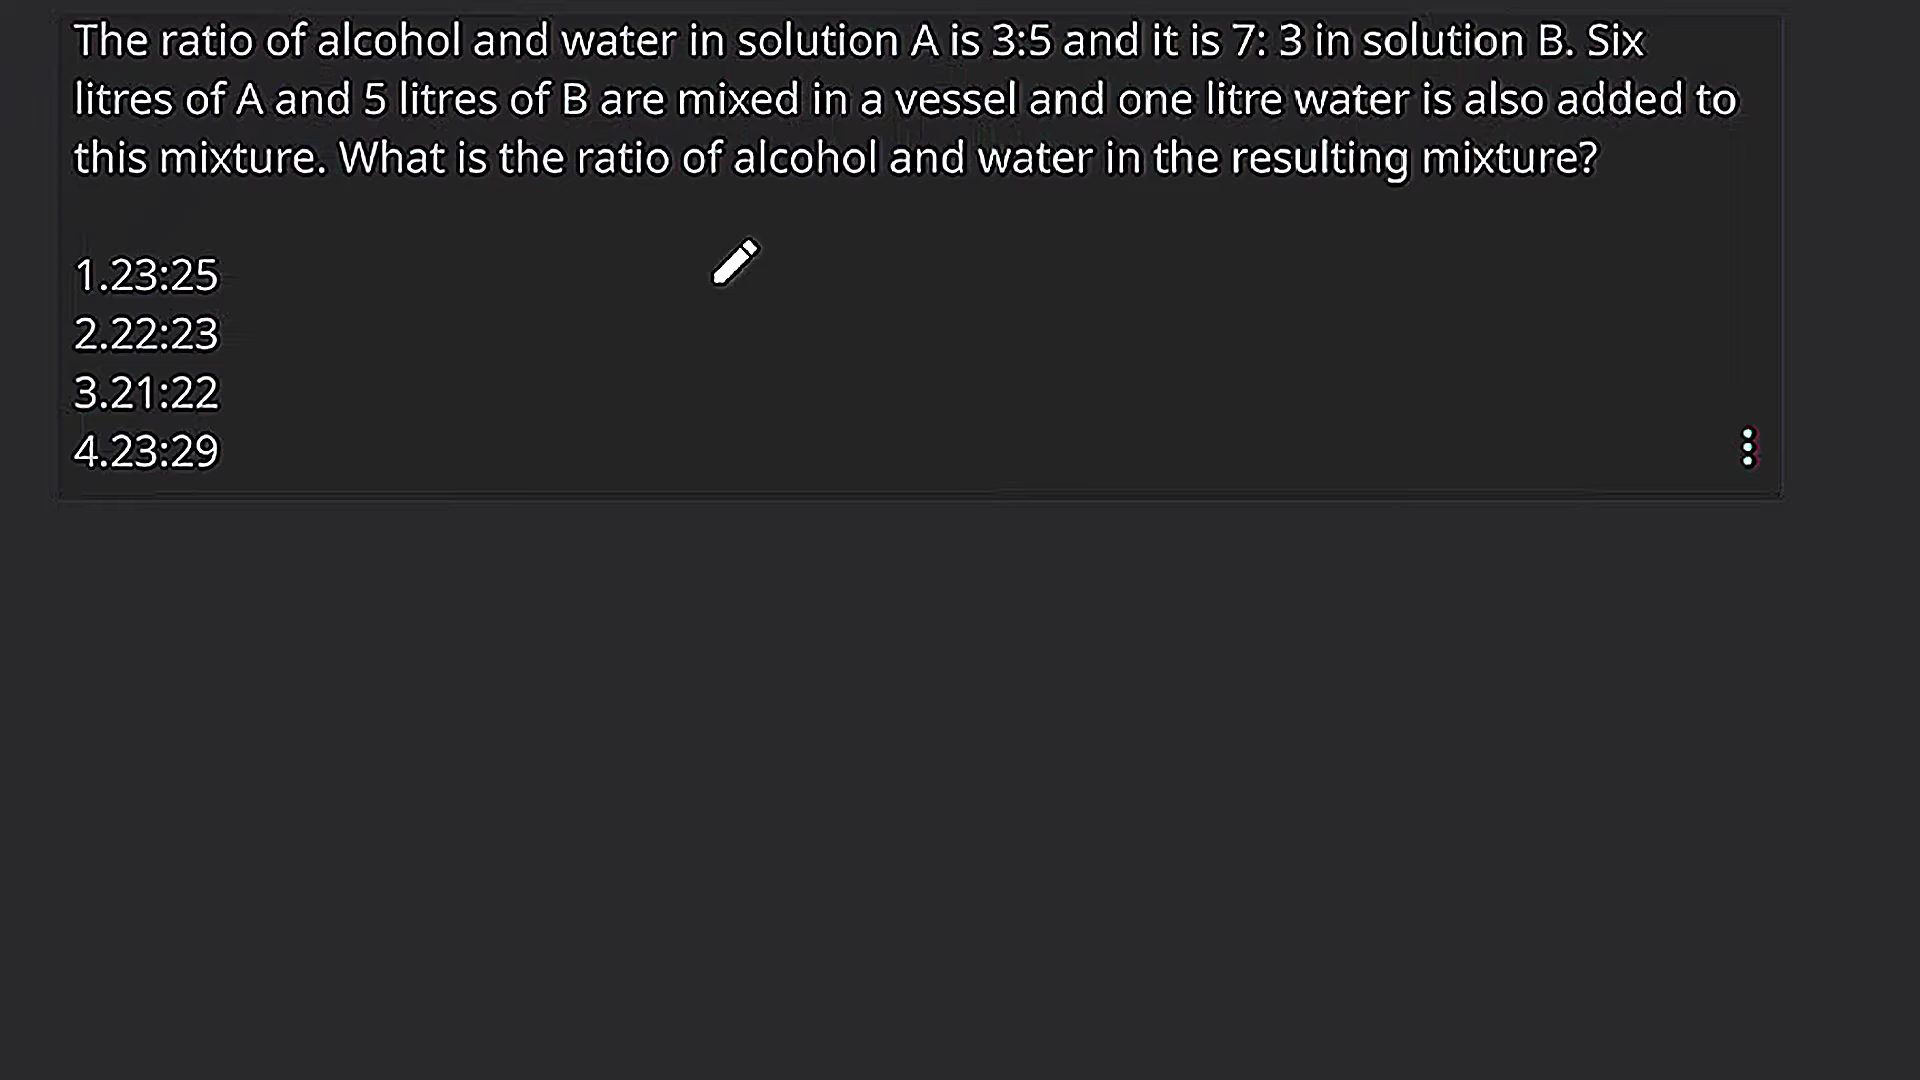 The ratio of alcohol and water in solution A is 3:5 and it is 7: 3 in solution B. Six
litres of A and 5 litres of B are mixed in a vessel and one litre water is also added to
this mixture. What is the ratio of alcohol and water in the resulting mixture?
1.23:25
2.22:23
3.21:22
4.23:29